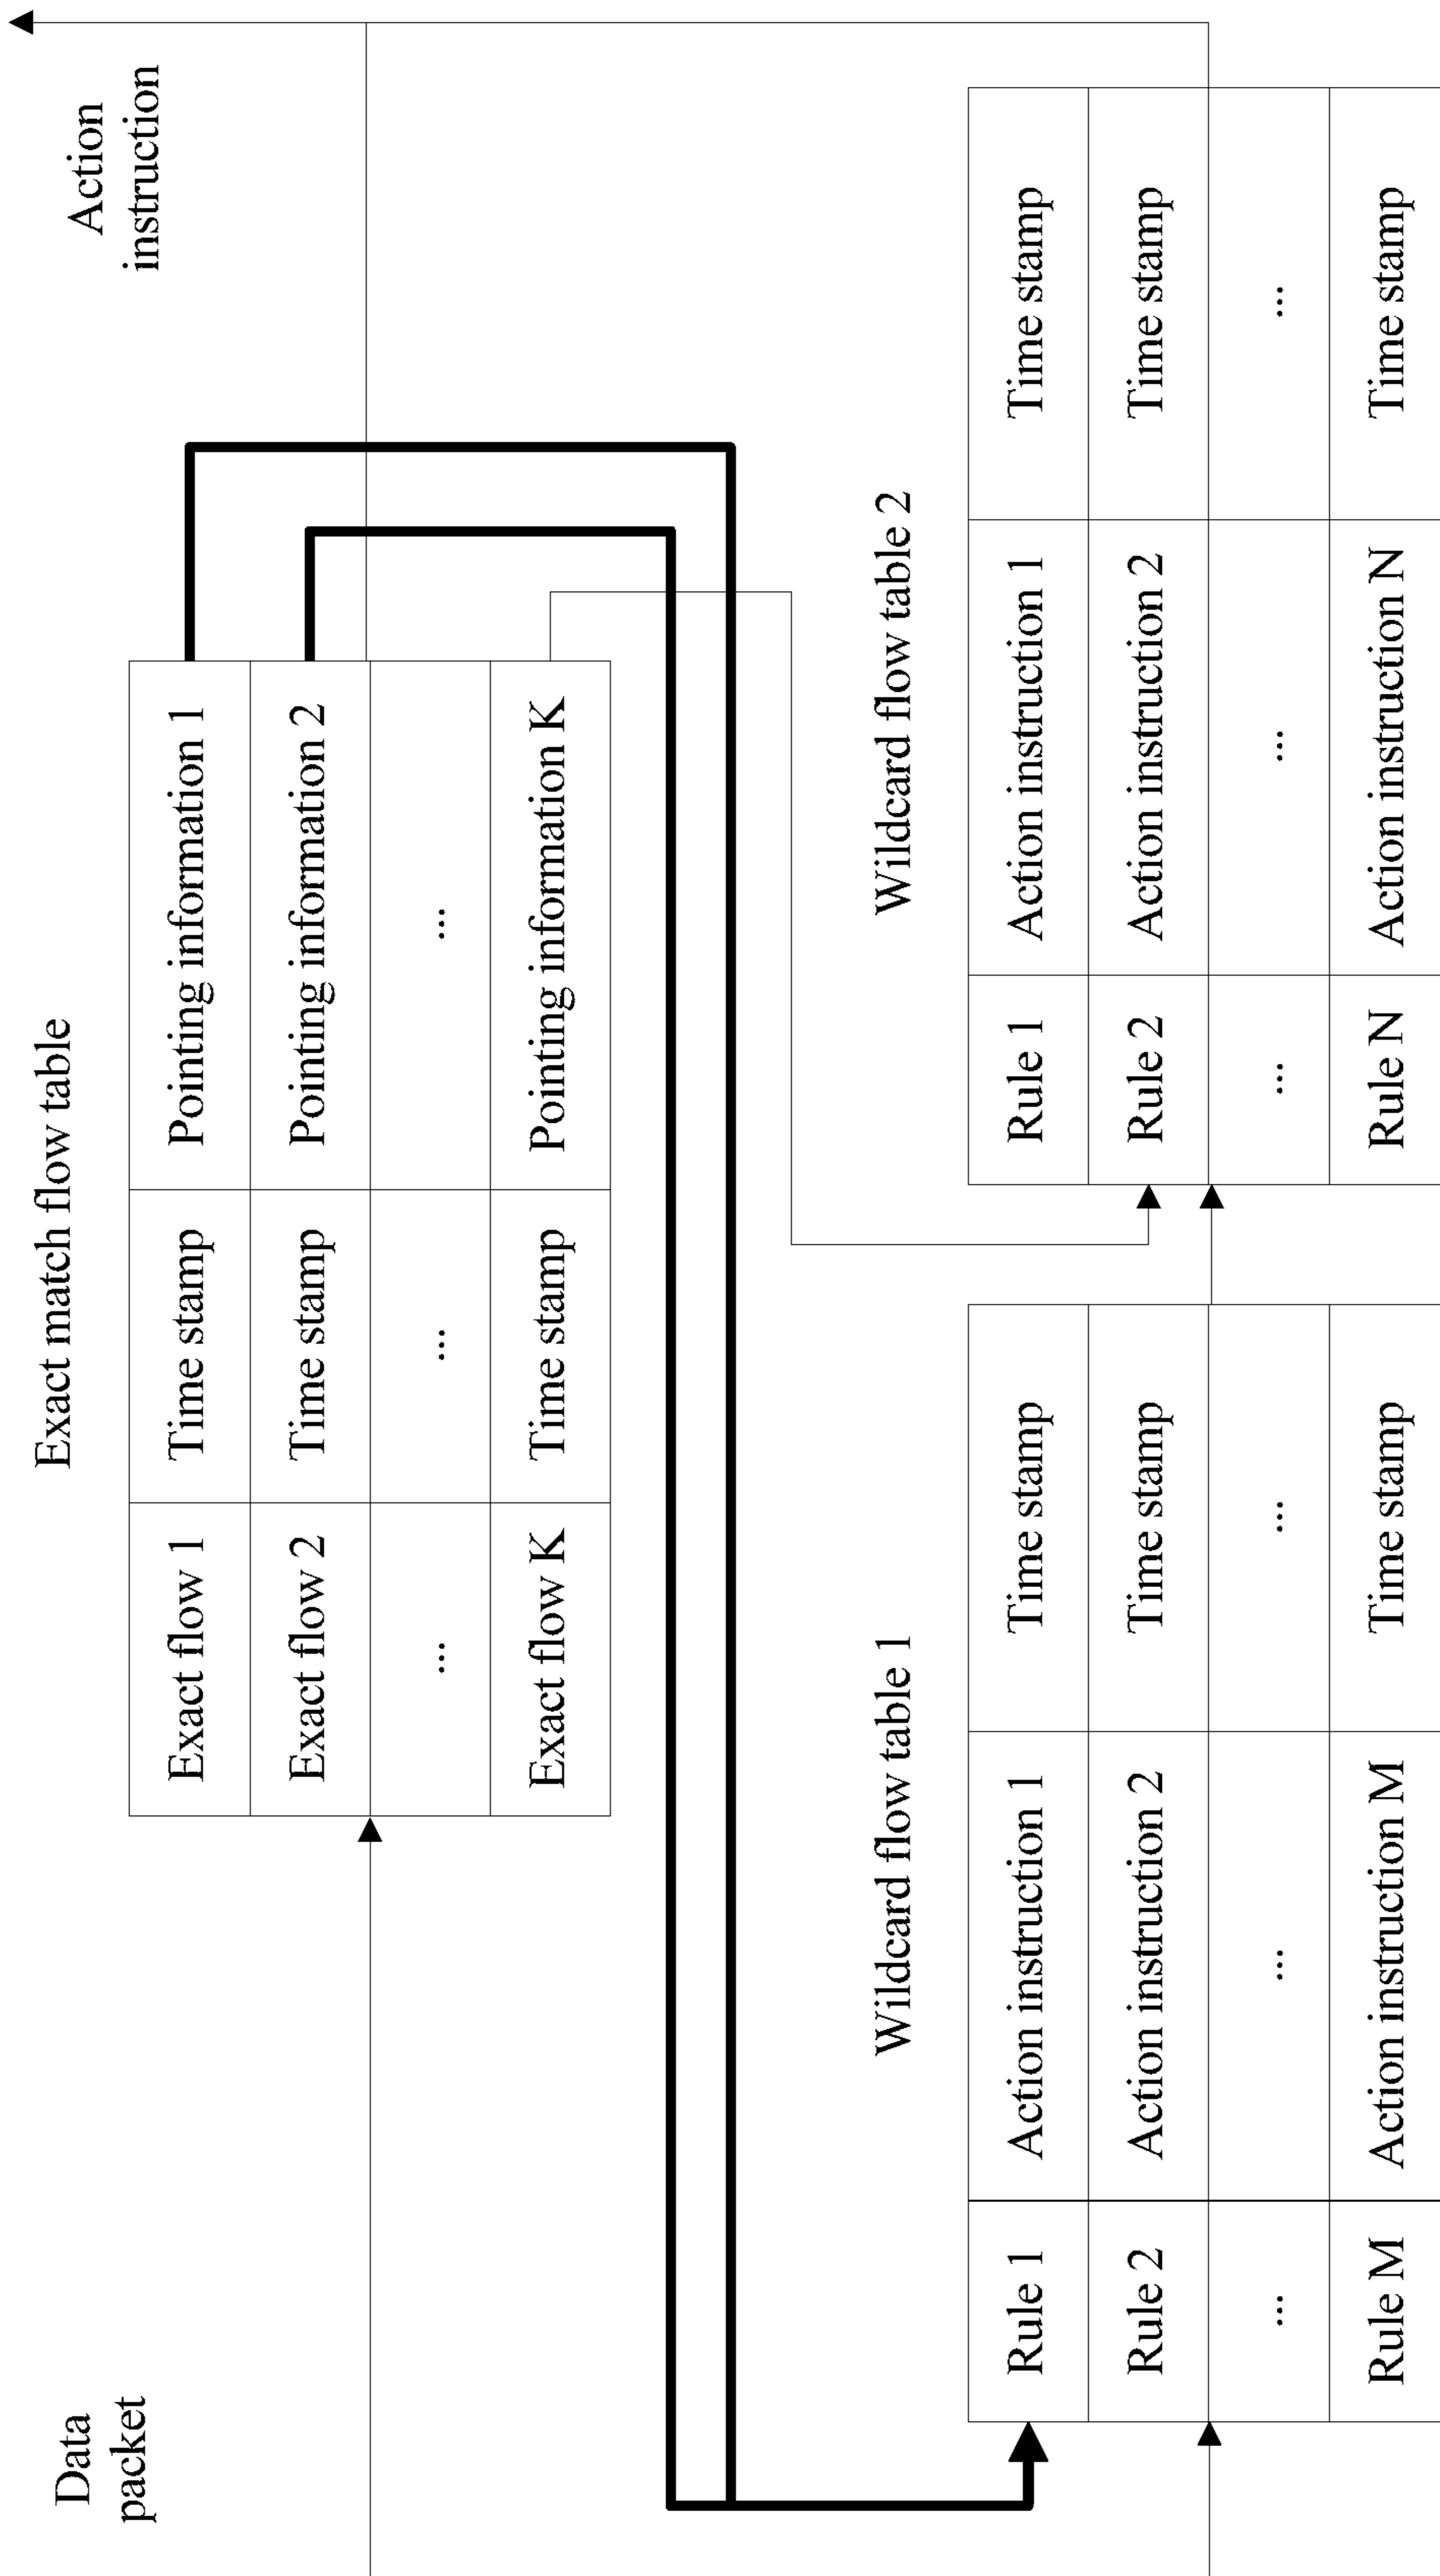 Data
packet
Exact match flow table
Action
instruction
Exact flow 1 Time stamp Pointing information 1
Exact flow 2 Time stamp Pointing information 2
... ... ...
Exact flow K Time stamp Pointing information K
Wildcard flow table 1
Rule 1 Action instruction 1 Time stamp
Rule 2 Action instruction 2 Time stamp
... ... ...
Rule M Action instruction M Time stamp
Wildcard flow table 2
Rule 1 Action instruction 1 Time stamp
Rule 2 Action instruction 2 Time stamp
... ... ...
Rule N Action instruction N Time stamp